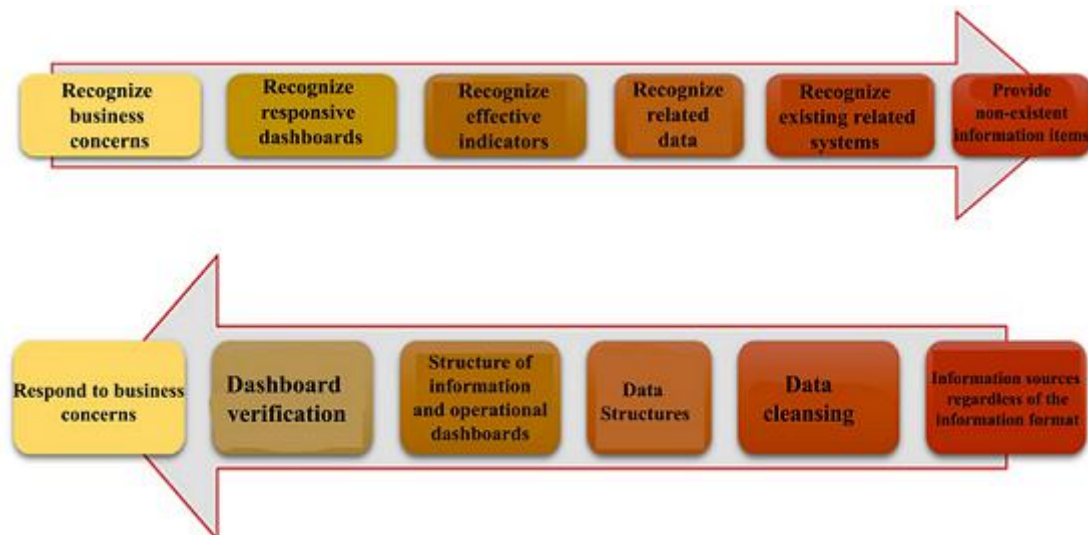 Recognize
business
concerns
Recognize
responsive
dashboards
Recognize
effective
indicators
Recognize
related
data
Recognize
existing related
systems
Provide
non-existent
information items
Respond to business
concerns
Dashboard
verification
Structure of
information
and operational
dashboards
Data
Structures
Data
cleansing
Information sources
regardless of the
information format